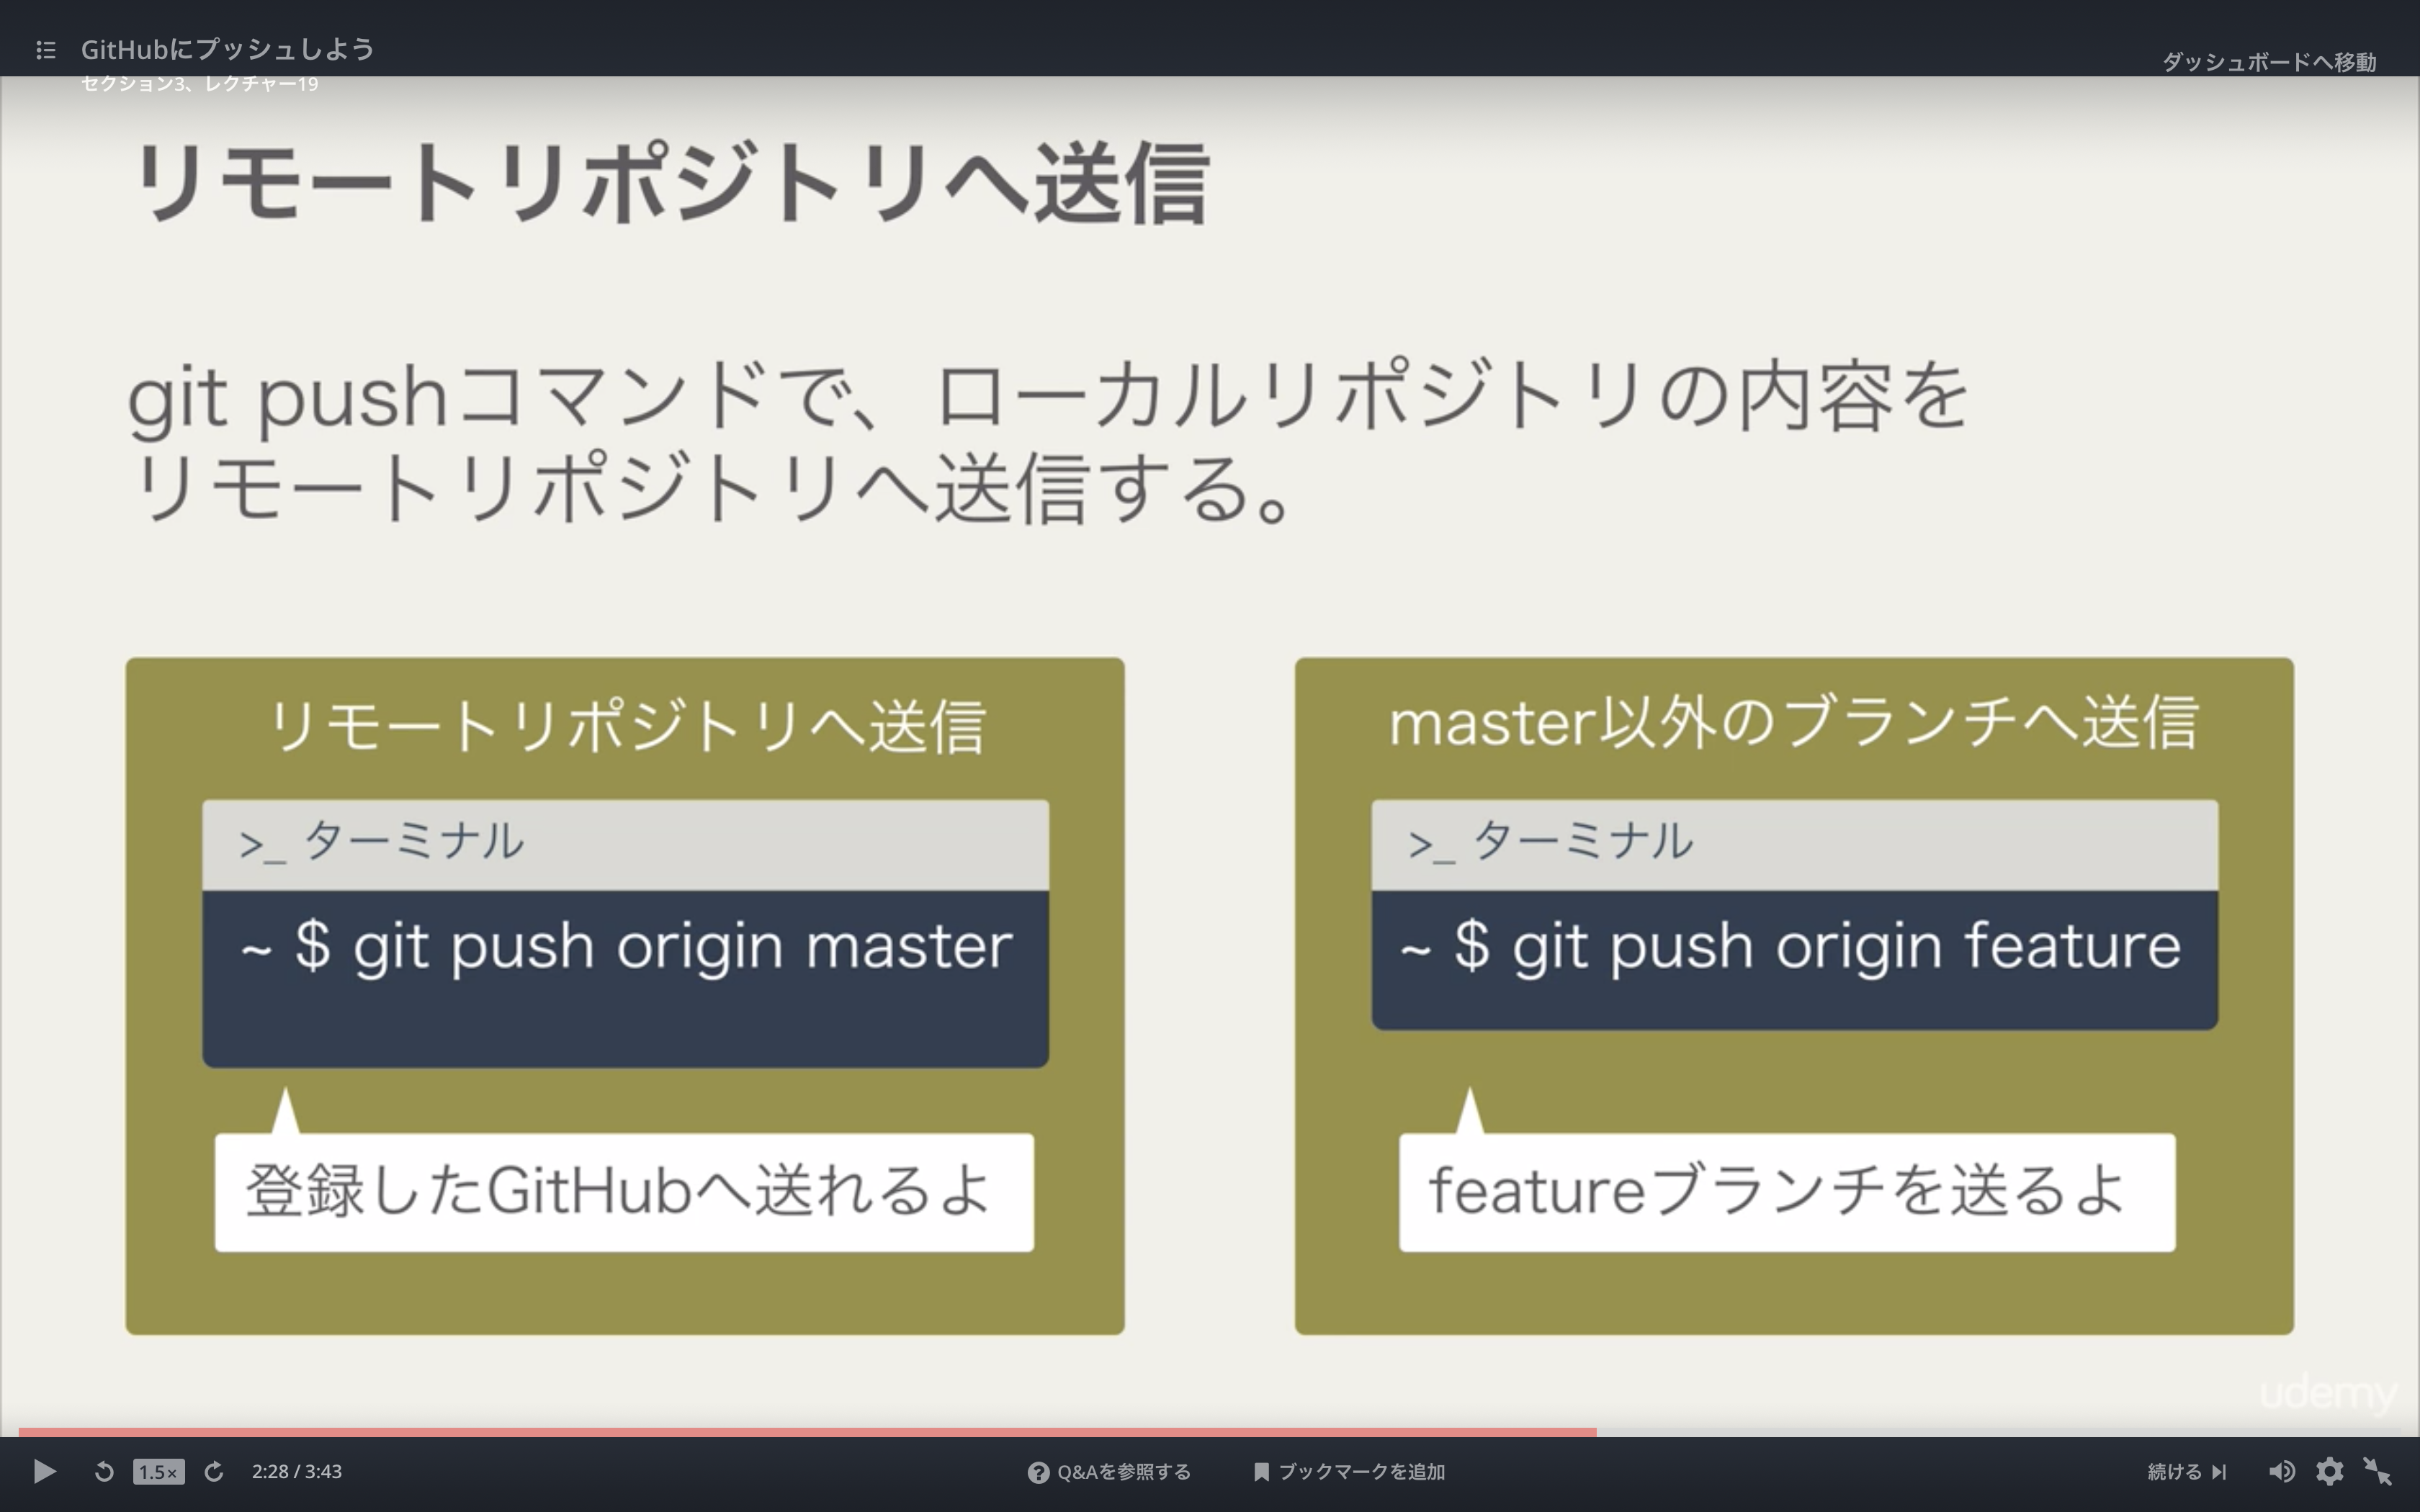 GitHubにプッシュしよう
セクション3、レクチャー19
ダッシュボードへ移動
リモートリポジトリへ送信
git pushコマンドで、ローカルリポジトリの内容を
リモートリポジトリへ送信する。
リモートリポジトリへ送信
>_ ターミナル
~ $ git push origin master
登録したGitHubへ送れるよ
master以外のブランチへ送信
>_ ターミナル
~ $ git push origin feature
featureブランチを送るよ
udemy
1.5×
2:28 / 3:43
Q&Aを参照する
ブックマークを追加
続ける